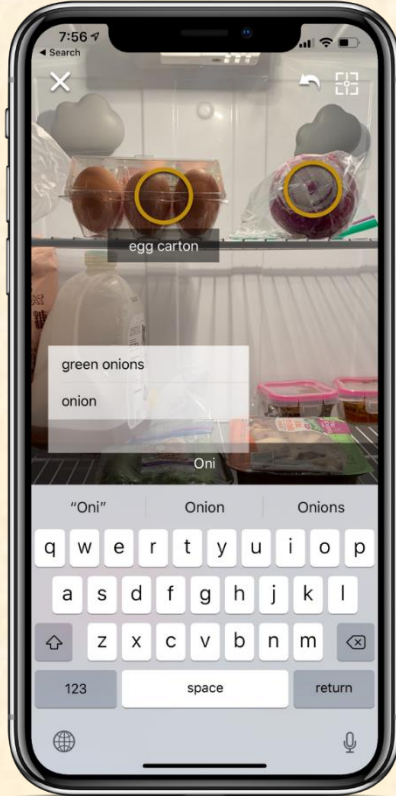 7:56
Search
egg carton
green onions
onion
Oni
"Oni" Onion Onions
q w e r t y u i o p
a s d f g h j k l
z x c v b n m
123 space return